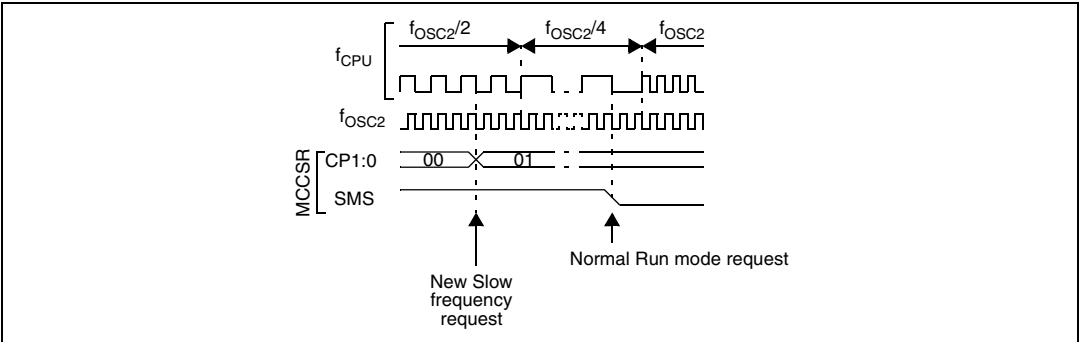 fOSC2/2 fOSC2/4 fOSC2
fCPU
fOSC2
MCCSR
CP1:0 00 01
SMS
Normal Run mode request
New Slow
frequency
request